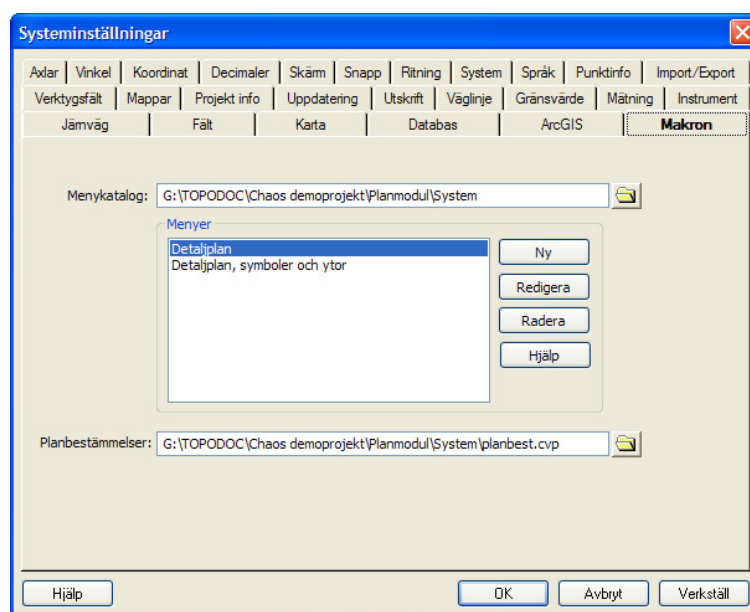 Systeminställningar
Axlar Vinkel Koordinat Decimaler Skärm Snapp Ritning System Språk Punktinfo Import/Export
Verktygsfält Mappar Projekt info Uppdatering Utskrift Väglinje Gränsvärde Mätning Instrument
Järnväg Fält Karta Databas ArcGIS Makron
Menykatalog: G:\TOPODOC\Chaos demoprojekt\Planmodul\System
Menyer
Detaljplan
Detaljplan, symboler och ytor
Ny
Redigera
Radera
Hjälp
Planbestämmelser: G:\TOPODOC\Chaos demoprojekt\Planmodul\System\planbest.cvp
Hjälp OK Avbryt Verkställ